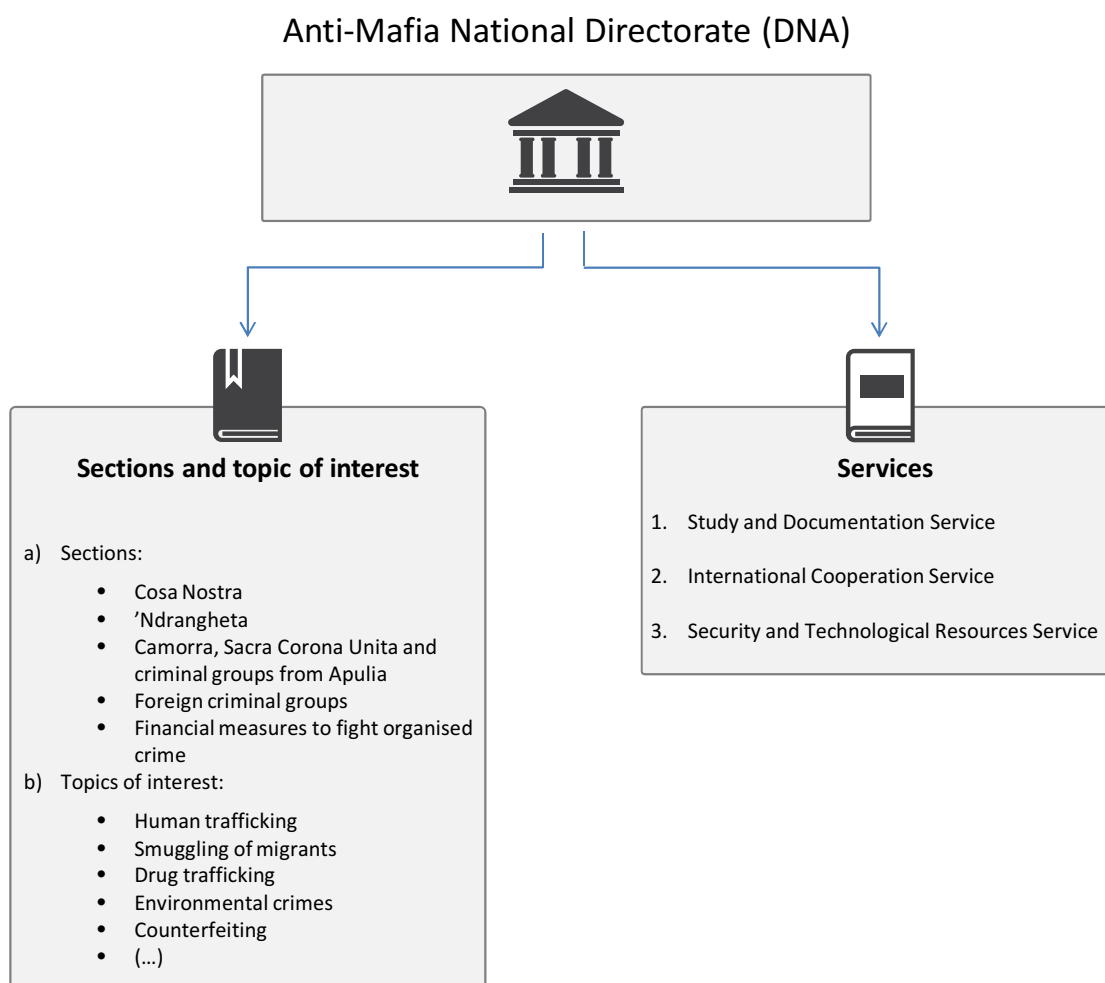 Anti-Mafia National Directorate (DNA)
Sections and topic of interest
a) Sections:
• Cosa Nostra
• ’Ndrangheta
• Camorra, Sacra Corona Unita and
criminal groups from Apulia
• Foreign criminal groups
• Financial measures to fight organised
crime
b) Topics of interest:
• Human trafficking
• Smuggling of migrants
• Drug trafficking
• Environmental crimes
• Counterfeiting
• (…)
Services
1. Study and Documentation Service
2. International Cooperation Service
3. Security and Technological Resources Service